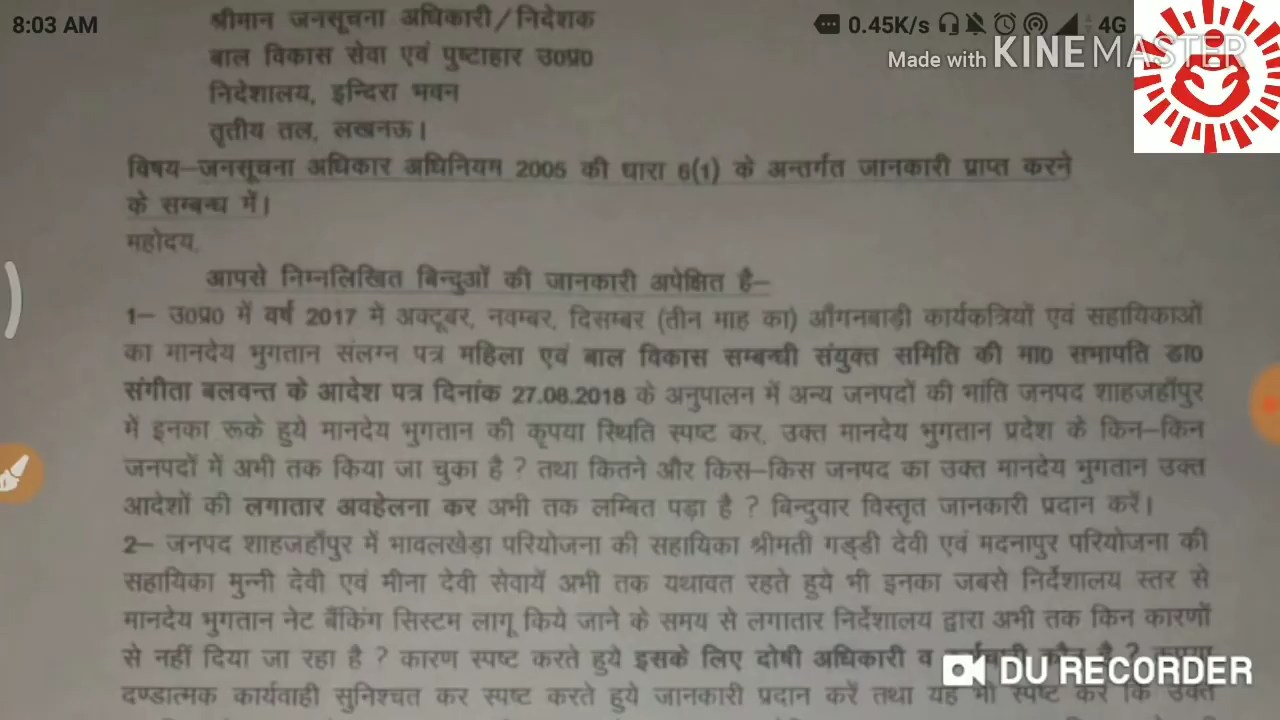 8:03 AM
0.45K/s
4G
Made with KINEMASTER
श्रीमान जनसूचना अधिकारी/निदेशक
बाल विकास सेवा एवं पुष्टाहार उ0प्र0
निदेशालय, इन्दिरा भवन
तृतीय तल, लखनऊ।
विषय–जनसूचना अधिकार अधिनियम 2005 की धारा 6(1) के अन्तर्गत जानकारी प्राप्त करने
के सम्बन्ध में।
महोदय,
आपसे निम्नलिखित बिन्दुओं की जानकारी अपेक्षित है–
1– उ0प्र0 में वर्ष 2017 में अक्टूबर, नवम्बर, दिसम्बर (तीन माह का) आँगनबाड़ी कार्यकत्रियों एवं सहायिकाओं
का मानदेय भुगतान संलग्न पत्र महिला एवं बाल विकास सम्बन्धी संयुक्त समिति की मा0 सभापति डा0
संगीता बलवन्त के आदेश पत्र दिनांक 27.08.2018 के अनुपालन में अन्य जनपदों की भांति जनपद शाहजहाँपुर
में इनका रूके हुये मानदेय भुगतान की कृपया स्थिति स्पष्ट कर, उक्त मानदेय भुगतान प्रदेश के किन–किन
जनपदों में अभी तक किया जा चुका है ? तथा कितने और किस–किस जनपद का उक्त मानदेय भुगतान उक्त
आदेशों की लगातार अवहेलना कर अभी तक लम्बित पड़ा है ? बिन्दुवार विस्तृत जानकारी प्रदान करें।
2– जनपद शाहजहाँपुर में भावलखेड़ा परियोजना की सहायिका श्रीमती गड्डी देवी एवं मदनापुर परियोजना की
सहायिका मुन्नी देवी एवं मीना देवी सेवायें अभी तक यथावत रहते हुये भी इनका जबसे निर्देशालय स्तर से
मानदेय भुगतान नेट बैंकिंग सिस्टम लागू किये जाने के समय से लगातार निर्देशालय द्वारा अभी तक किन कारणों
से नहीं दिया जा रहा है ? कारण स्पष्ट करते हुये इसके लिए दोषी अधिकारी व
दण्डात्मक कार्यवाही सुनिश्चत कर स्पष्ट करते हुये जानकारी प्रदान करें तथा यह भी स्पष्ट करें कि उक्त
DU RECORDER